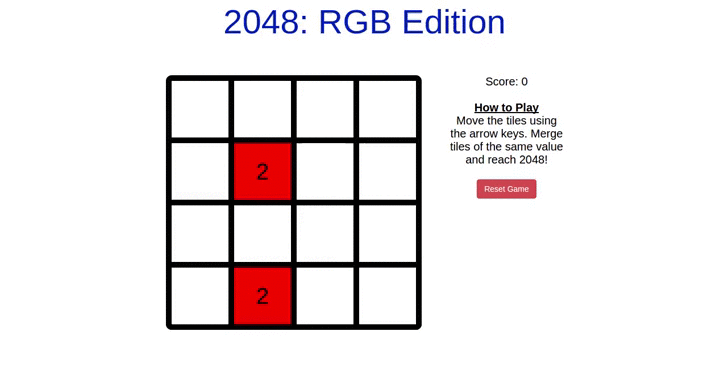 2048: RGB Edition
Score: 0
How to Play
Move the tiles using
the arrow keys. Merge
tiles of the same value
and reach 2048!
2
Reset Game
2